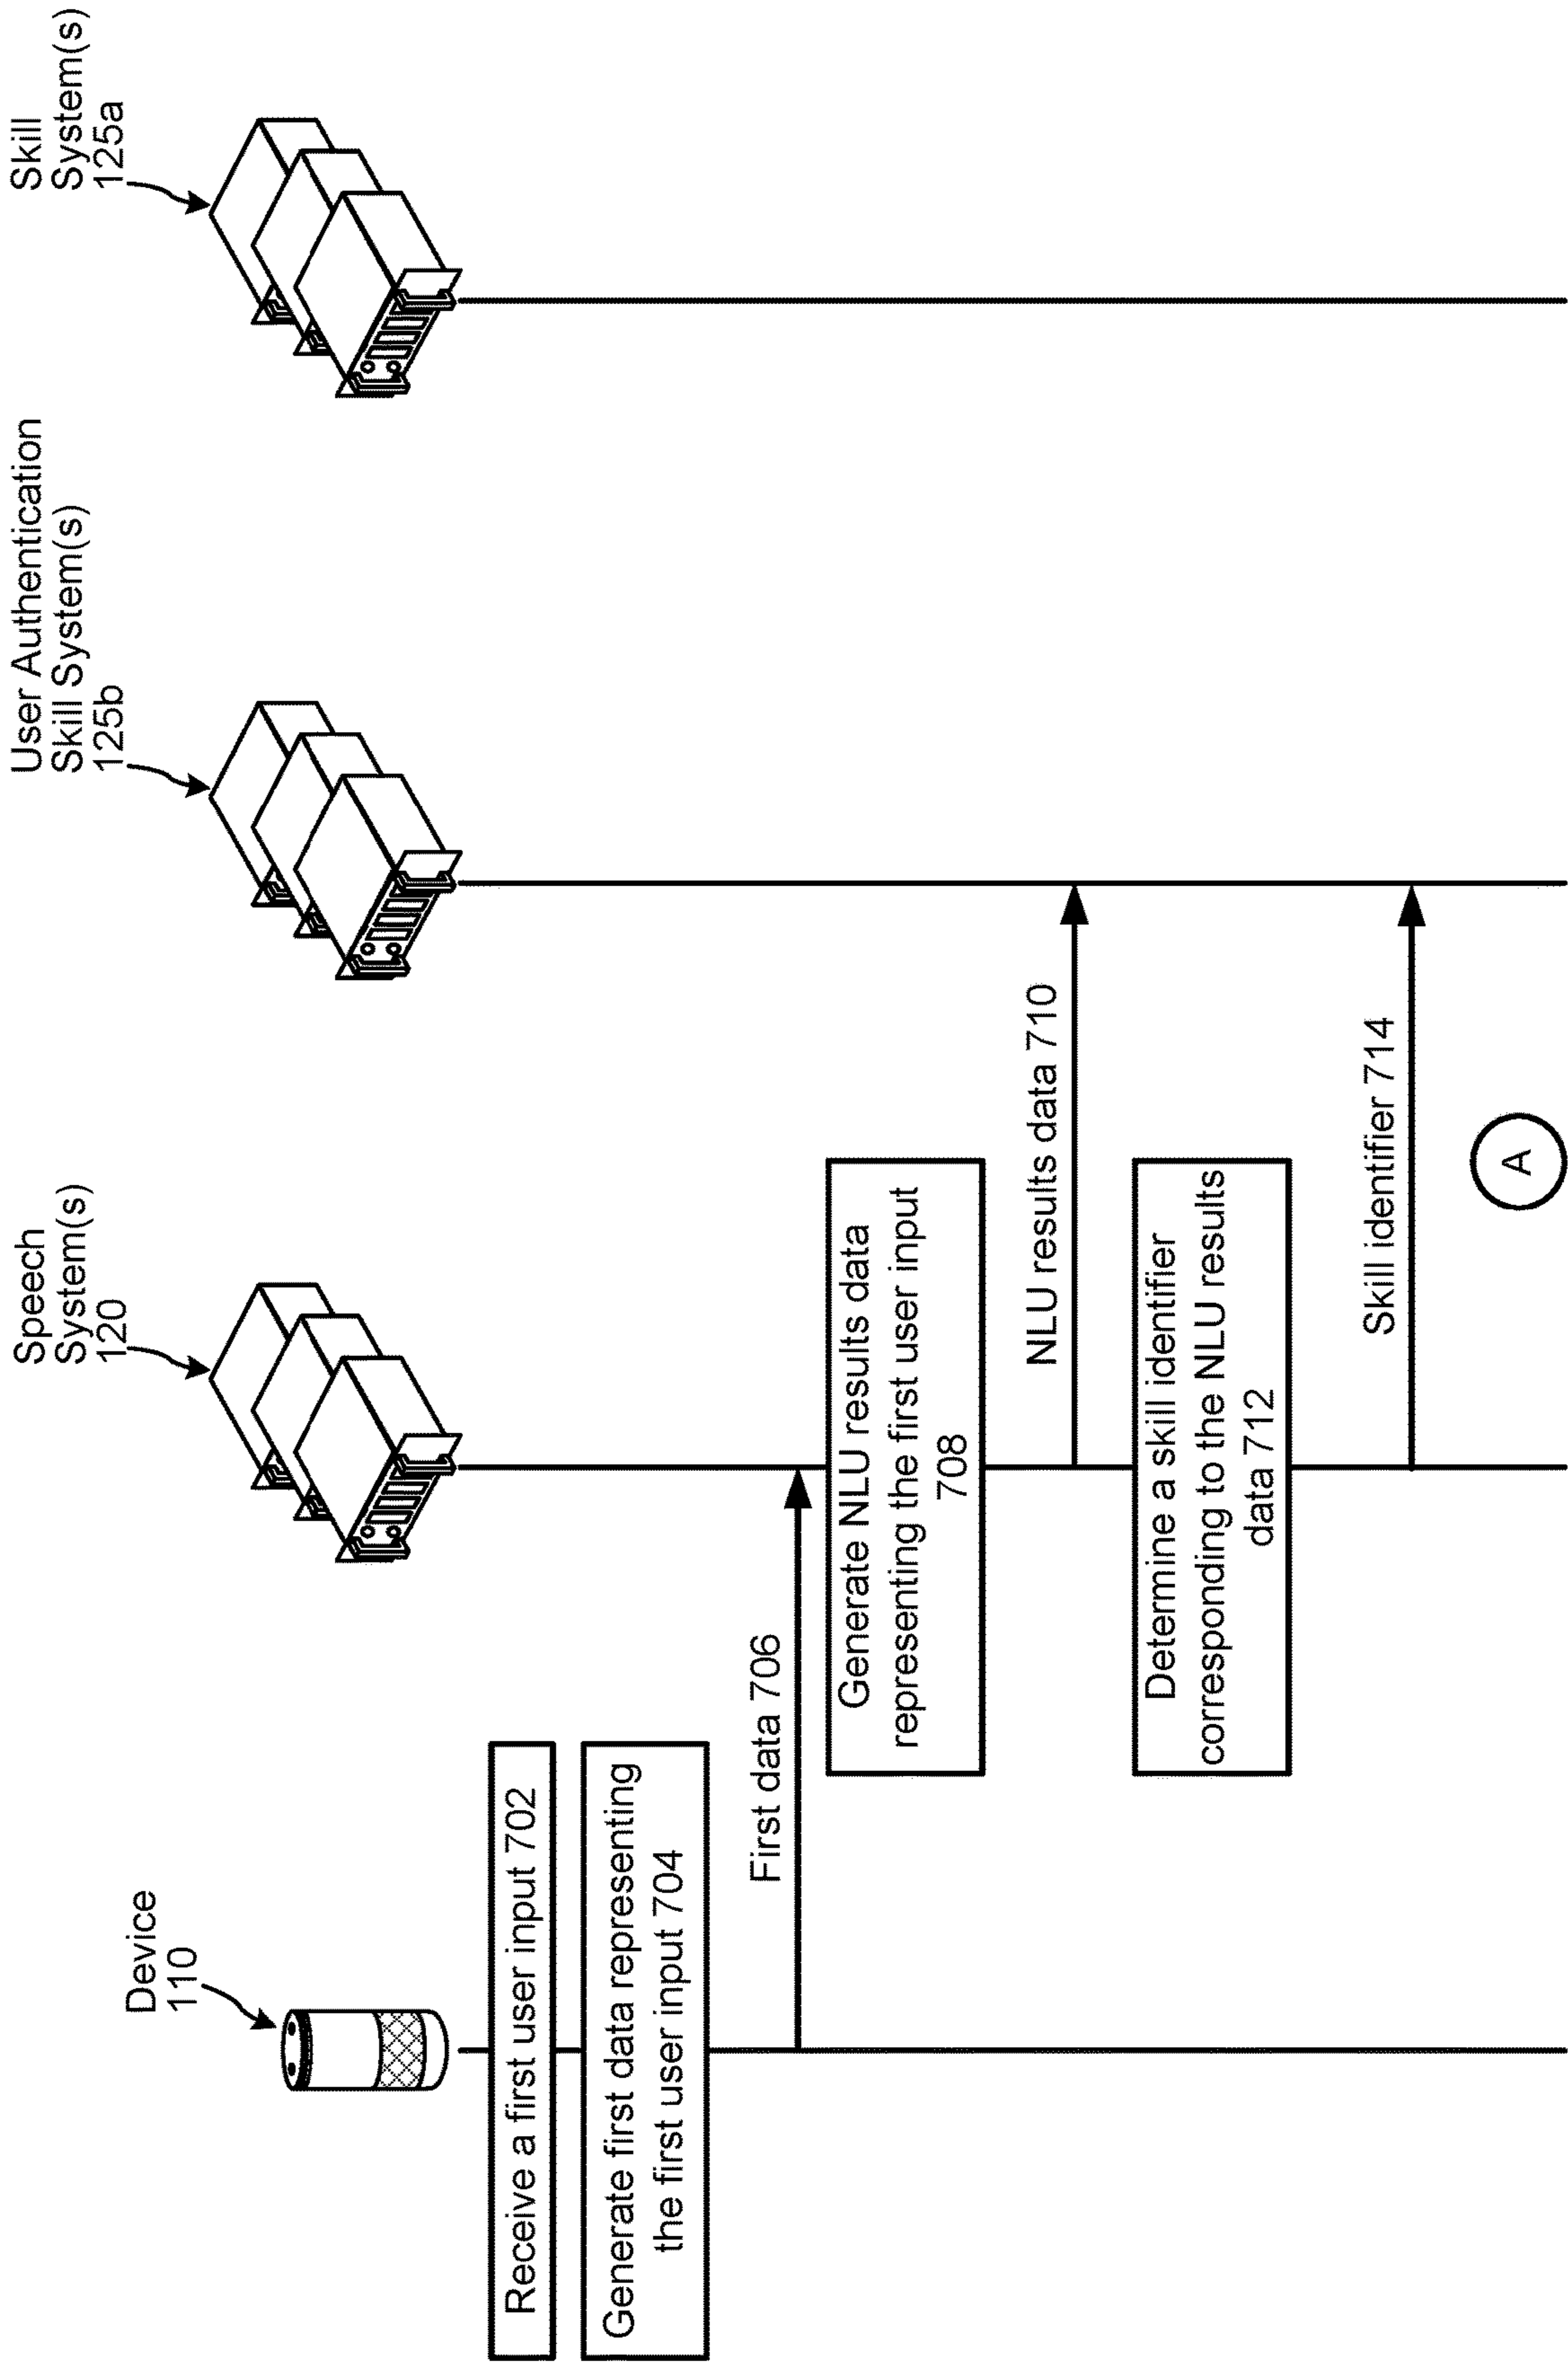 Device
110
Speech
System(s)
120
User Authentication
Skill System(s)
125b
Skill
System(s)
125a
Receive a first user input 702
Generate first data representing
the first user input 704
First data 706
Generate NLU results data
representing the first user input
708
NLU results data 710
Determine a skill identifier
corresponding to the NLU results
data 712
Skill identifier 714
A